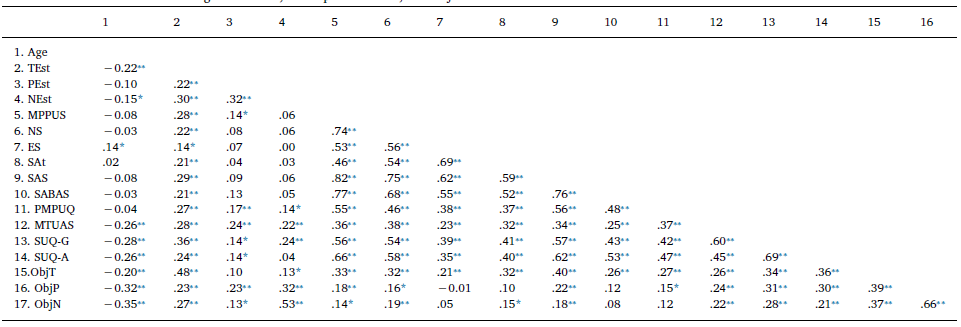 1 2 3 4 5 6 7 8 9 10 11 12 13 14 15 16
1. Age
2. TEst −0.22**
3. PEst −0.10 .22**
4. NEst −0.15* .30** .32**
5. MPPUS −0.08 .28** .14* .06
6. NS −0.03 .22** .08 .06 .74**
7. ES .14* .14* .07 .00 .53** .56**
8. SAt .02 .21** .04 .03 .46** .54** .69**
9. SAS −0.08 .29** .09 .06 .82** .75** .62** .59**
10. SABAS −0.03 .21** .13 .05 .77** .68** .55** .52** .76**
11. PMPUQ −0.04 .27** .17** .14* .55** .46** .38** .37** .56** .48**
12. MTUAS −0.26** .28** .24** .22** .36** .38** .23** .32** .34** .25** .37**
13. SUQ-G −0.28** .36** .14* .24** .56** .54** .39** .41** .57** .43** .42** .60**
14. SUQ-A −0.26** .24** .14* .04 .66** .58** .35** .40** .62** .53** .47** .45** .69**
15.ObjT −0.20** .48** .10 .13* .33** .32** .21** .32** .40** .26** .27** .26** .34** .36**
16. ObjP −0.32** .23** .23** .32** .18** .16* −0.01 .10 .22** .12 .15* .24** .31** .30** .39**
17. ObjN −0.35** .27** .13* .53** .14* .19** .05 .15* .18** .08 .12 .22** .28** .21** .37** .66**